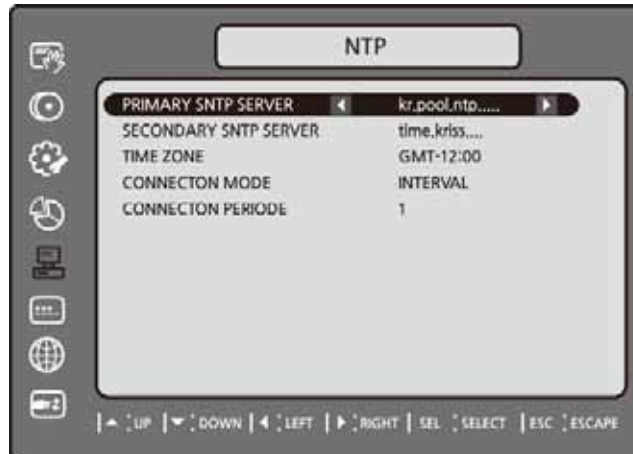 NTP
PRIMARY SNTP SERVER kr.pool.ntp.....
SECONDARY SNTP SERVER time.kriss....
TIME ZONE GMT-12:00
CONNECTON MODE INTERVAL
CONNECTON PERIODE 1
UP DOWN LEFT RIGHT SEL SELECT ESC ESCAPE